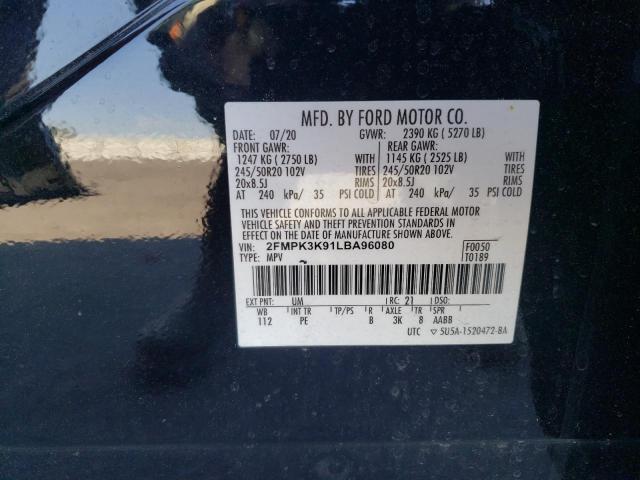 MFD. BY FORD MOTOR CO.
DATE: 07/20 GVWR: 2390 KG ( 5270 LB)
FRONT GAWR: REAR GAWR:
1247 KG ( 2750 LB) WITH 1145 KG ( 2525 LB) WITH
245/50R20 102V TIRES 245/50R20 102V TIRES
20x8.5J RIMS 20x8.5J RIMS
AT 240 kPa/ 35 PSI COLD AT 240 kPa/ 35 PSI COLD
THIS VEHICLE CONFORMS TO ALL APPLICABLE FEDERAL MOTOR
VEHICLE SAFETY AND THEFT PREVENTION STANDARDS IN
EFFECT ON THE DATE OF MANUFACTURE SHOWN ABOVE.
VIN: 2FMPK3K91LBA96080 F0050
TYPE: MPV T0189
EXT PNT: UM RC: 21 DSO:
WB INT TR TP/PS R AXLE TR SPR
112 PE B 3K 8 AABB
UTC ▽ 5U5A-1520472-BA